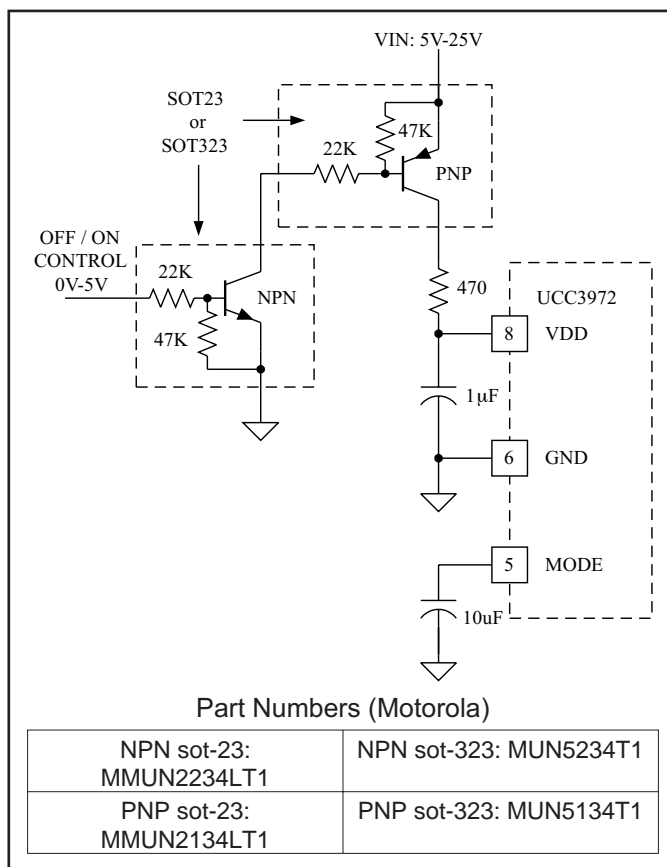 VIN: 5V-25V
SOT23
or
SOT323
47K
22K
PNP
OFF / ON
CONTROL
0V-5V
22K
NPN
47K
470
UCC3972
8 VDD
1μF
6 GND
5 MODE
10uF
Part Numbers (Motorola)
NPN sot-23:
MMUN2234LT1
NPN sot-323: MUN5234T1
PNP sot-23:
MMUN2134LT1
PNP sot-323: MUN5134T1